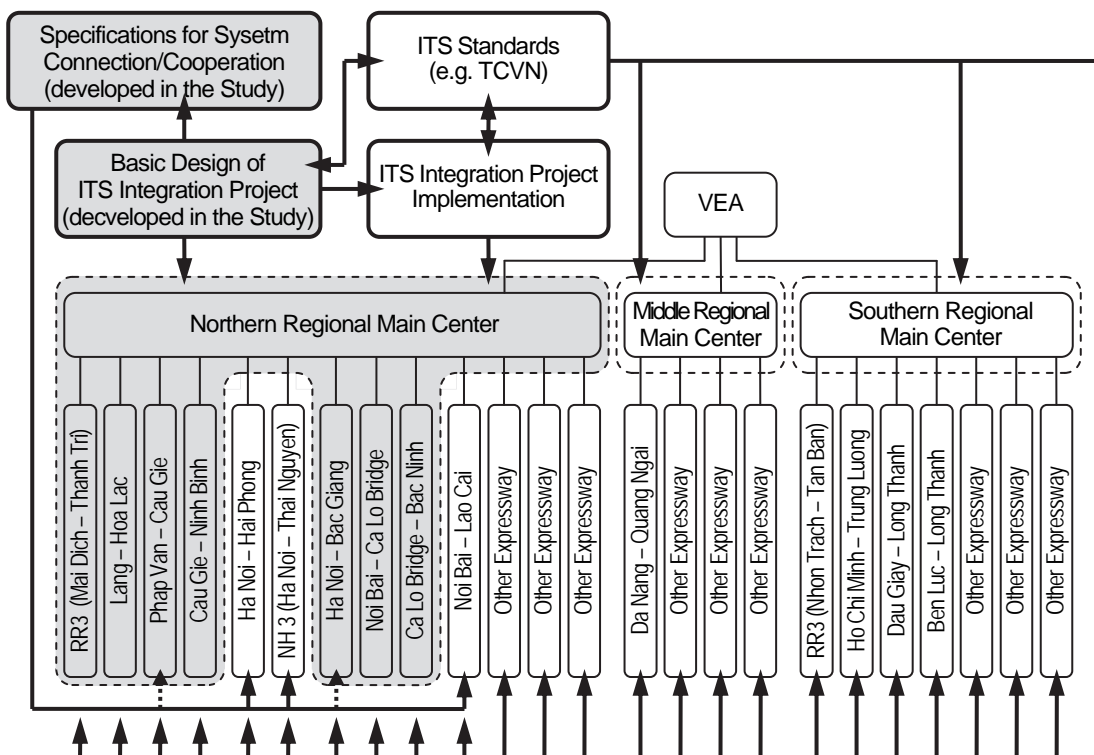 Specifications for Sysetm
Connection/Cooperation
(developed in the Study)
ITS Standards
(e.g. TCVN)
Basic Design of
ITS Integration Project
(decveloped in the Study)
ITS Integration Project
Implementation
VEA
Northern Regional Main Center
Middle Regional
Main Center
Southern Regional
Main Center
RR3 (Mai Dich – Thanh Tri)
Lang – Hoa Lac
Phap Van – Cau Gie
Cau Gie – Ninh Binh
Ha Noi – Hai Phong
NH 3 (Ha Noi – Thai Nguyen)
Ha Noi – Bac Giang
Noi Bai – Ca Lo Bridge
Ca Lo Bridge – Bac Ninh
Noi Bai – Lao Cai
Other Expressway
Other Expressway
Other Expressway
Da Nang – Quang Ngai
Other Expressway
Other Expressway
Other Expressway
RR3 (Nhon Trach – Tan Ban)
Ho Chi Minh – Trung Luong
Dau Giay – Long Thanh
Ben Luc – Long Thanh
Other Expressway
Other Expressway
Other Expressway